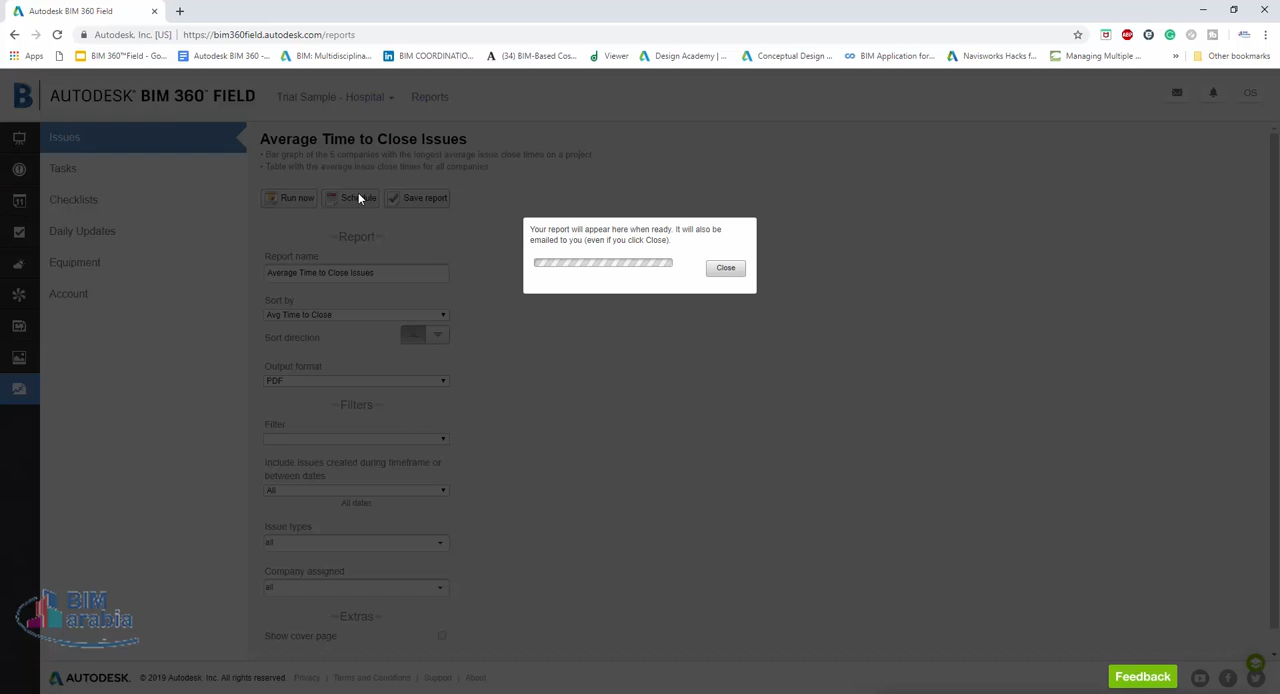 Autodesk BIM 360 Field
Autodesk, Inc. [US] https://bim360field.autodesk.com/reports
Apps BIM 360™Field - Go... Autodesk BIM 360 -... BIM: Multidisciplina... BIM COORDINATIO... (34) BIM-Based Cos... Viewer Design Academy | ... Conceptual Design ... BIM Application for... Navisworks Hacks f... Managing Multiple ... » Other bookmarks
AUTODESK™ BIM 360™ FIELD Trial Sample - Hospital Reports OS
Issues
Tasks
Checklists
Daily Updates
Equipment
Account
Average Time to Close Issues
• Bar graph of the 5 companies with the longest average issue close times on a project
• Table with the average issue close times for all companies
Run now Schedule Save report
Report
Report name
Average Time to Close Issues
Sort by
Avg Time to Close
Sort direction
Output format
PDF
Filters
Filter
Include issues created during timeframe or
between dates
All
All dates
Issue types
all
Company assigned
all
Extras
Show cover page
Your report will appear here when ready. It will also be
emailed to you (even if you click Close).
Close
BIM
arabia
AUTODESK. © 2019 Autodesk, Inc. All rights reserved. Privacy Terms and Conditions Support About
Feedback